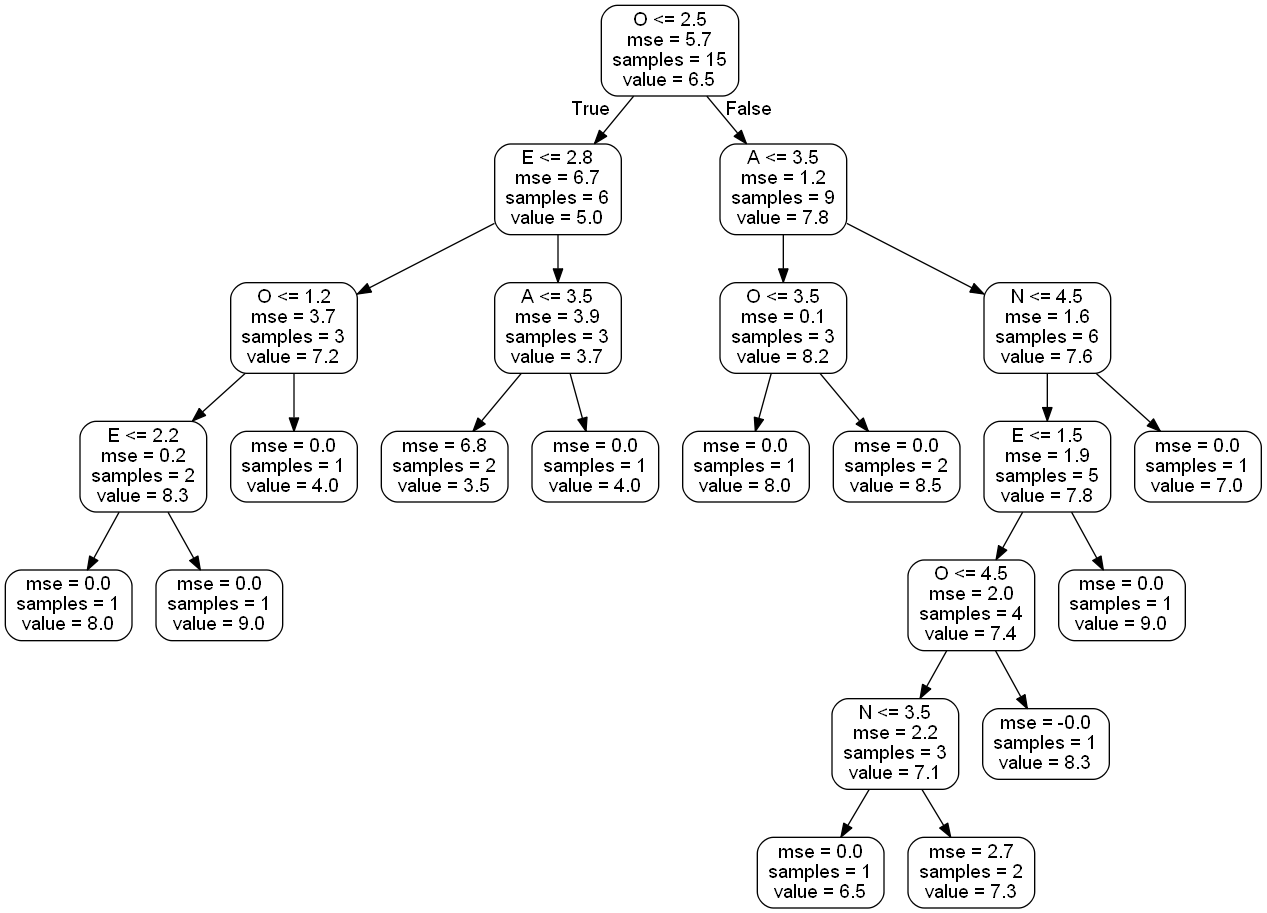 O <= 2.5
mse = 5.7
samples = 15
value = 6.5
True
False
E <= 2.8
mse = 6.7
samples = 6
value = 5.0
A <= 3.5
mse = 1.2
samples = 9
value = 7.8
O <= 1.2
mse = 3.7
samples = 3
value = 7.2
A <= 3.5
mse = 3.9
samples = 3
value = 3.7
O <= 3.5
mse = 0.1
samples = 3
value = 8.2
N <= 4.5
mse = 1.6
samples = 6
value = 7.6
E <= 2.2
mse = 0.2
samples = 2
value = 8.3
mse = 0.0
samples = 1
value = 4.0
mse = 6.8
samples = 2
value = 3.5
mse = 0.0
samples = 1
value = 4.0
mse = 0.0
samples = 1
value = 8.0
mse = 0.0
samples = 2
value = 8.5
E <= 1.5
mse = 1.9
samples = 5
value = 7.8
mse = 0.0
samples = 1
value = 7.0
mse = 0.0
samples = 1
value = 8.0
mse = 0.0
samples = 1
value = 9.0
O <= 4.5
mse = 2.0
samples = 4
value = 7.4
mse = 0.0
samples = 1
value = 9.0
N <= 3.5
mse = 2.2
samples = 3
value = 7.1
mse = -0.0
samples = 1
value = 8.3
mse = 0.0
samples = 1
value = 6.5
mse = 2.7
samples = 2
value = 7.3